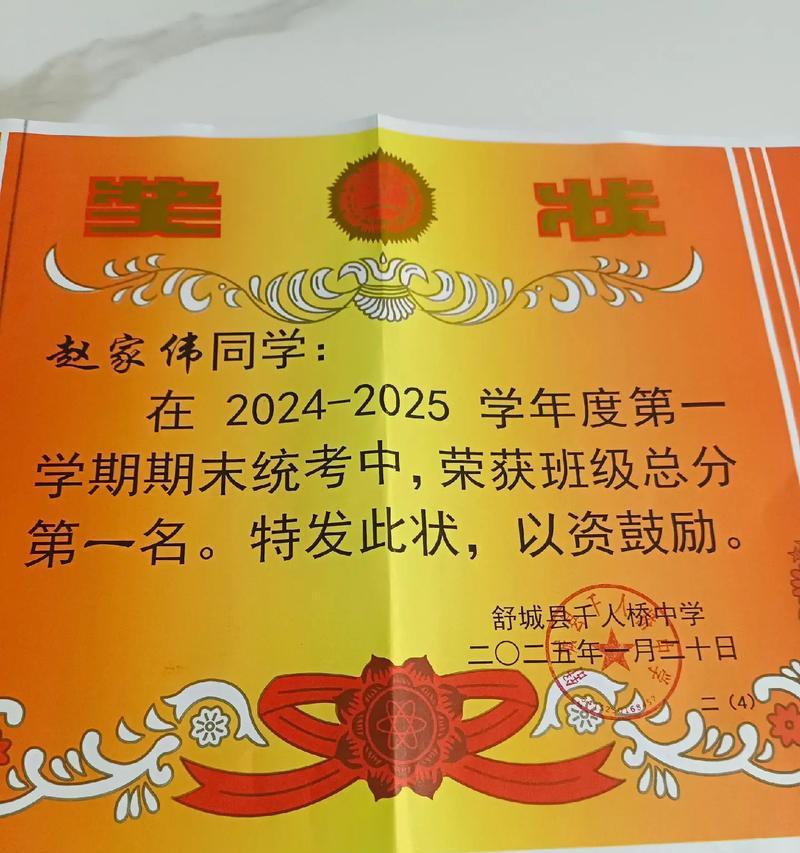 奖状
赵家伟同学：
在 2024-2025 学年度第一
学期期末统考中，荣获班级总分
第一名。特发此状，以资鼓励。
舒城县千人桥中学
二〇二五年一月二十日
二（4）